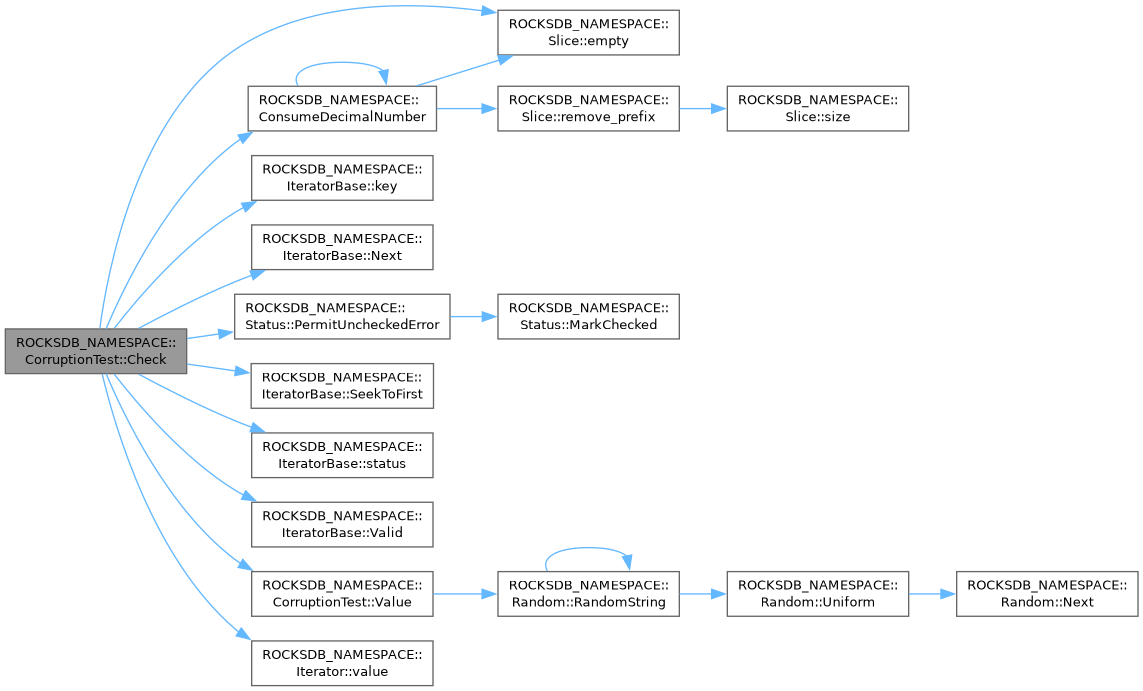 ROCKSDB_NAMESPACE::
CorruptionTest::Check
ROCKSDB_NAMESPACE::
Slice::empty
ROCKSDB_NAMESPACE::
ConsumeDecimalNumber
ROCKSDB_NAMESPACE::
Slice::remove_prefix
ROCKSDB_NAMESPACE::
Slice::size
ROCKSDB_NAMESPACE::
IteratorBase::key
ROCKSDB_NAMESPACE::
IteratorBase::Next
ROCKSDB_NAMESPACE::
Status::PermitUncheckedError
ROCKSDB_NAMESPACE::
Status::MarkChecked
ROCKSDB_NAMESPACE::
IteratorBase::SeekToFirst
ROCKSDB_NAMESPACE::
IteratorBase::status
ROCKSDB_NAMESPACE::
IteratorBase::Valid
ROCKSDB_NAMESPACE::
CorruptionTest::Value
ROCKSDB_NAMESPACE::
Random::RandomString
ROCKSDB_NAMESPACE::
Random::Uniform
ROCKSDB_NAMESPACE::
Random::Next
ROCKSDB_NAMESPACE::
Iterator::value